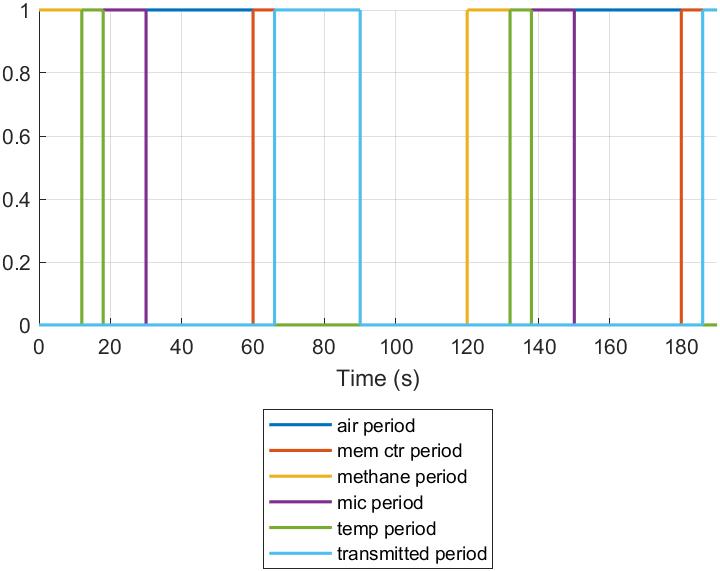 1
0.8
0.6
0.4
0.2
0
0 20 40 60 80 100 120 140 160 180
Time (s)
air period
mem ctr period
methane period
mic period
temp period
transmitted period